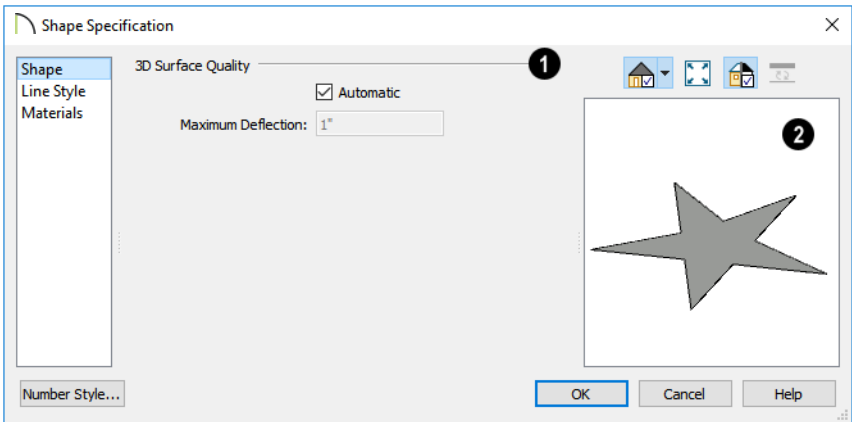 Shape Specification
Shape
Line Style
Materials
3D Surface Quality
1
Automatic
Maximum Deflection: 1"
2
Number Style...
OK
Cancel
Help